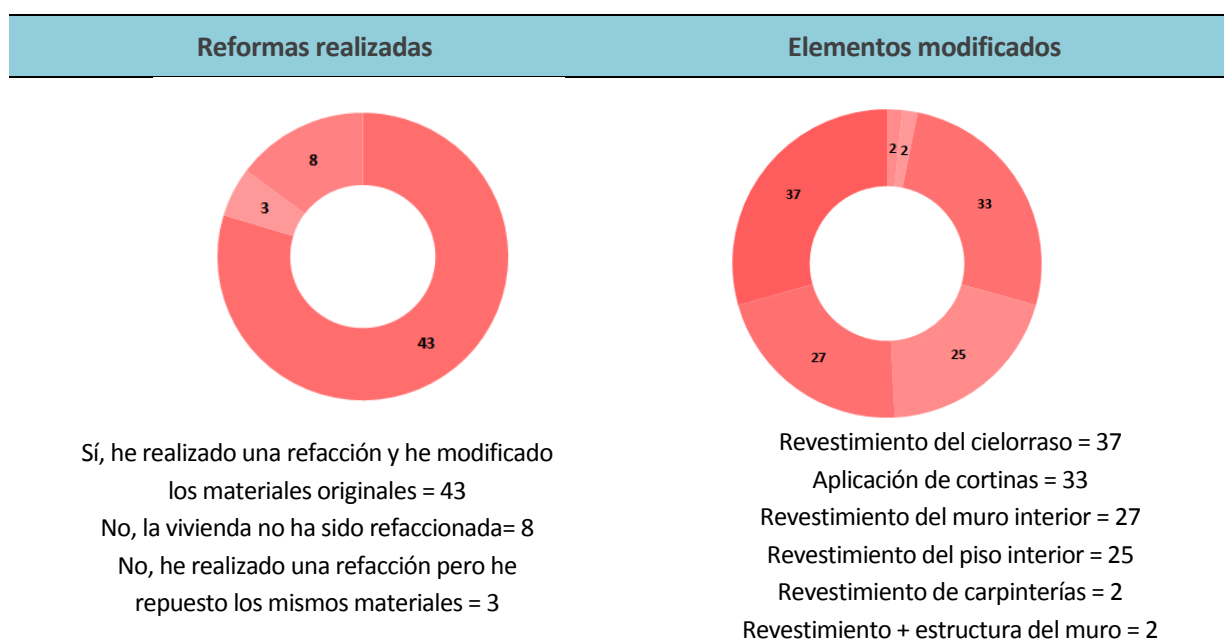 Reformas realizadas
Elementos modificados
8
3
43
2
2
33
37
27
25
Sí, he realizado una refacción y he modificado
los materiales originales = 43
No, la vivienda no ha sido refaccionada= 8
No, he realizado una refacción pero he
repuesto los mismos materiales = 3
Revestimiento del cielorraso = 37
Aplicación de cortinas = 33
Revestimiento del muro interior = 27
Revestimiento del piso interior = 25
Revestimiento de carpinterías = 2
Revestimiento + estructura del muro = 2